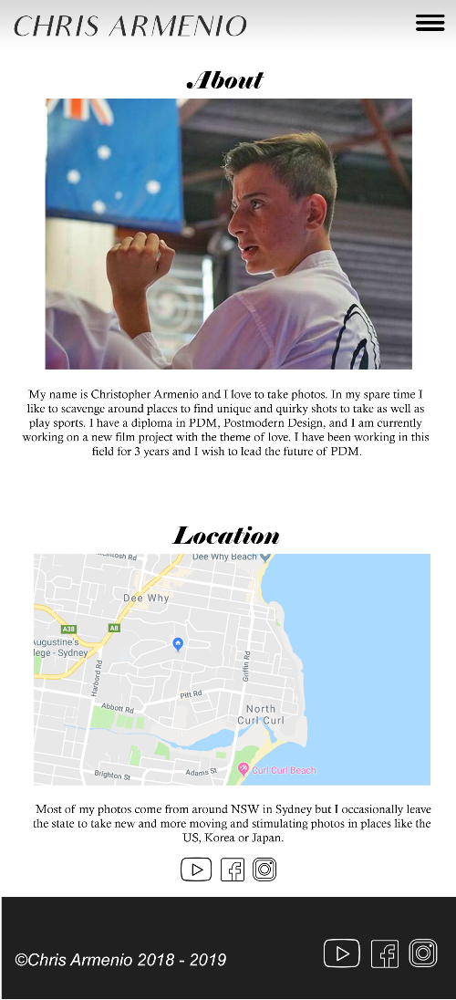 CHRIS ARMENIO
About
My name is Christopher Armenio and I love to take photos. In my spare time I
like to scavenge around places to find unique and quirky shots to take as well as
play sports. I have a diploma in PDM, Postmodern Design, and I am currently
working on a new film project with the theme of love. I have been working in this
field for 3 years and I wish to lead the future of PDM.
Location
Dee Why Beach
Dee Why
A38
A8
Augustine's
lege - Sydney
Harbord Rd
Griffin Rd
Pitt Rd
Abbott Rd
North
Curl Curl
Brighton St
Adams St
Curl Curl Beach
Most of my photos come from around NSW in Sydney but I occasionally leave
the state to take new and more moving and stimulating photos in places like the
US, Korea or Japan.
©Chris Armenio 2018 - 2019